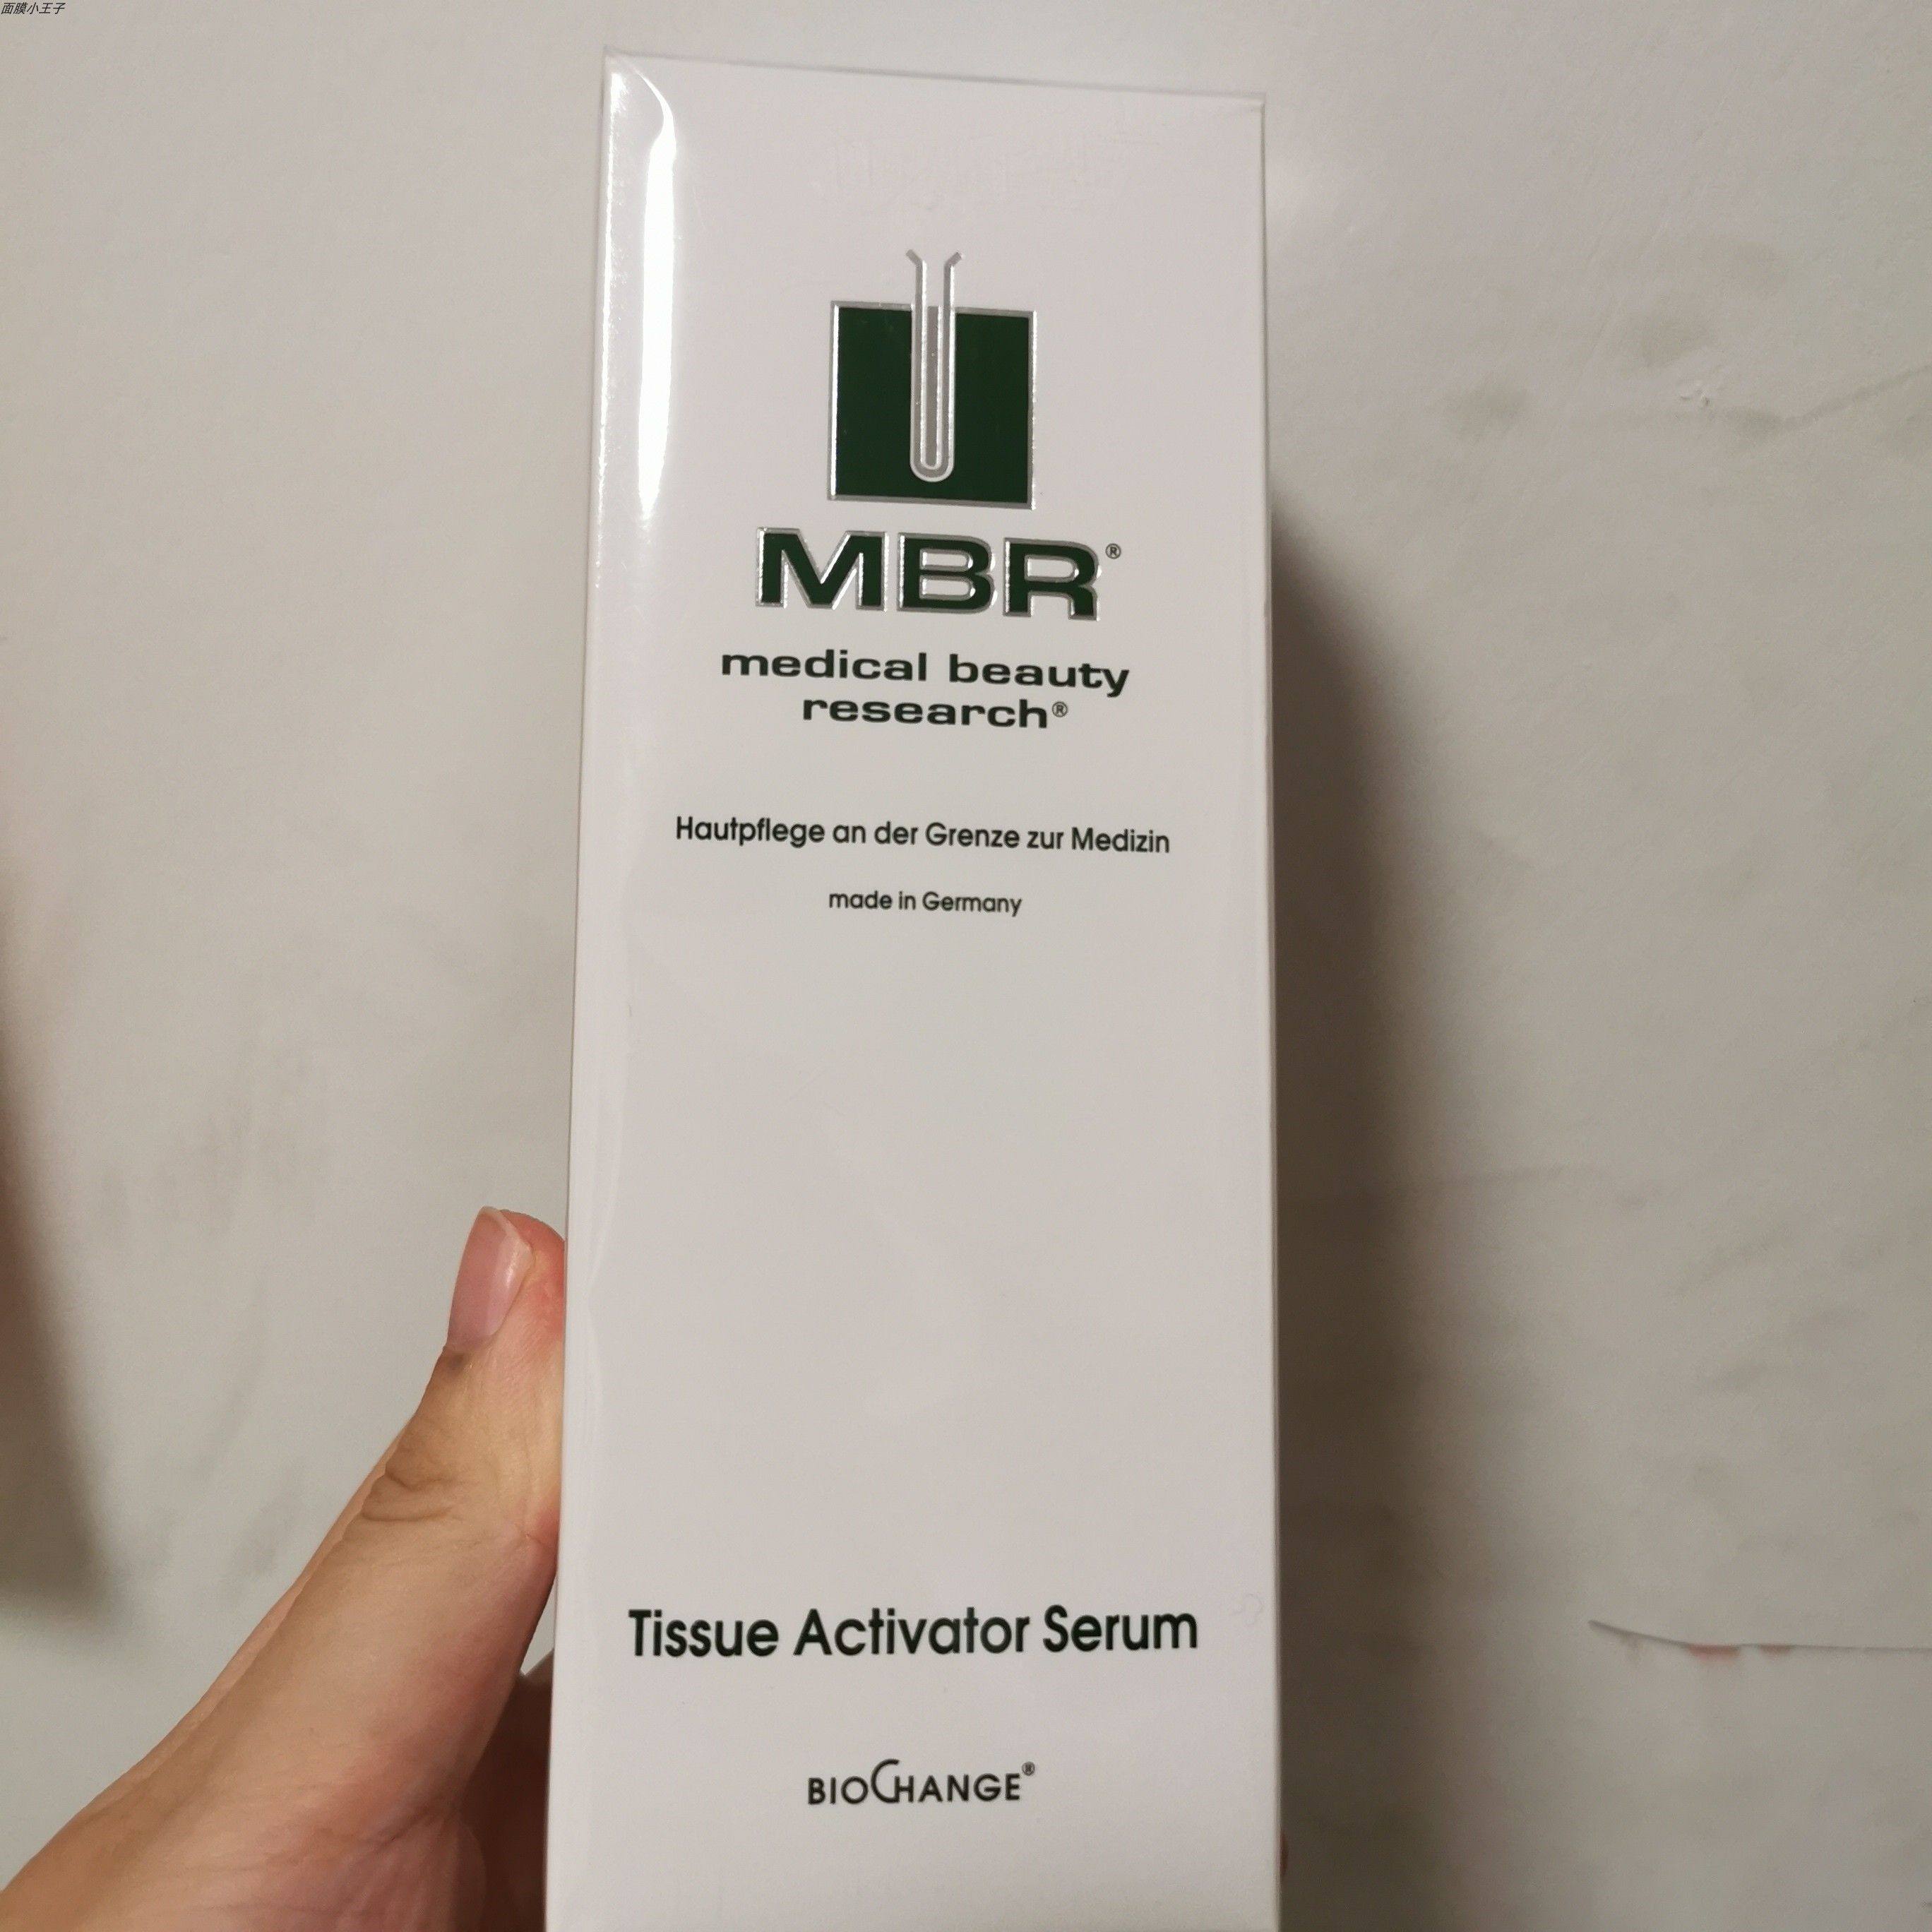 面膜小王子
MBR®
medical beauty
research®
Hautpflege an der Grenze zur Medizin
made in Germany
Tissue Activator Serum
BIOCHANGE®